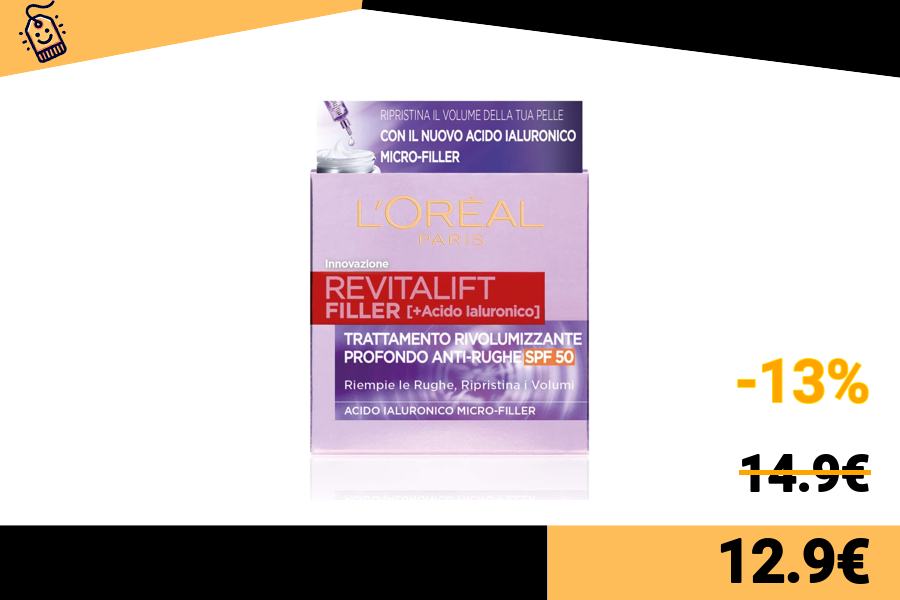 RIPRISTINA IL VOLUME DELLA TUA PELLE
CON IL NUOVO ACIDO IALURONICO
MICRO-FILLER
L'ORÉAL
PARIS
Innovazione
REVITALIFT
FILLER [+Acido Ialuronico]
TRATTAMENTO RIVOLUMIZZANTE
PROFONDO ANTI-RUGHE SPF 50
Riempie le Rughe, Ripristina i Volumi
ACIDO IALURONICO MICRO-FILLER
-13%
14.9€
12.9€